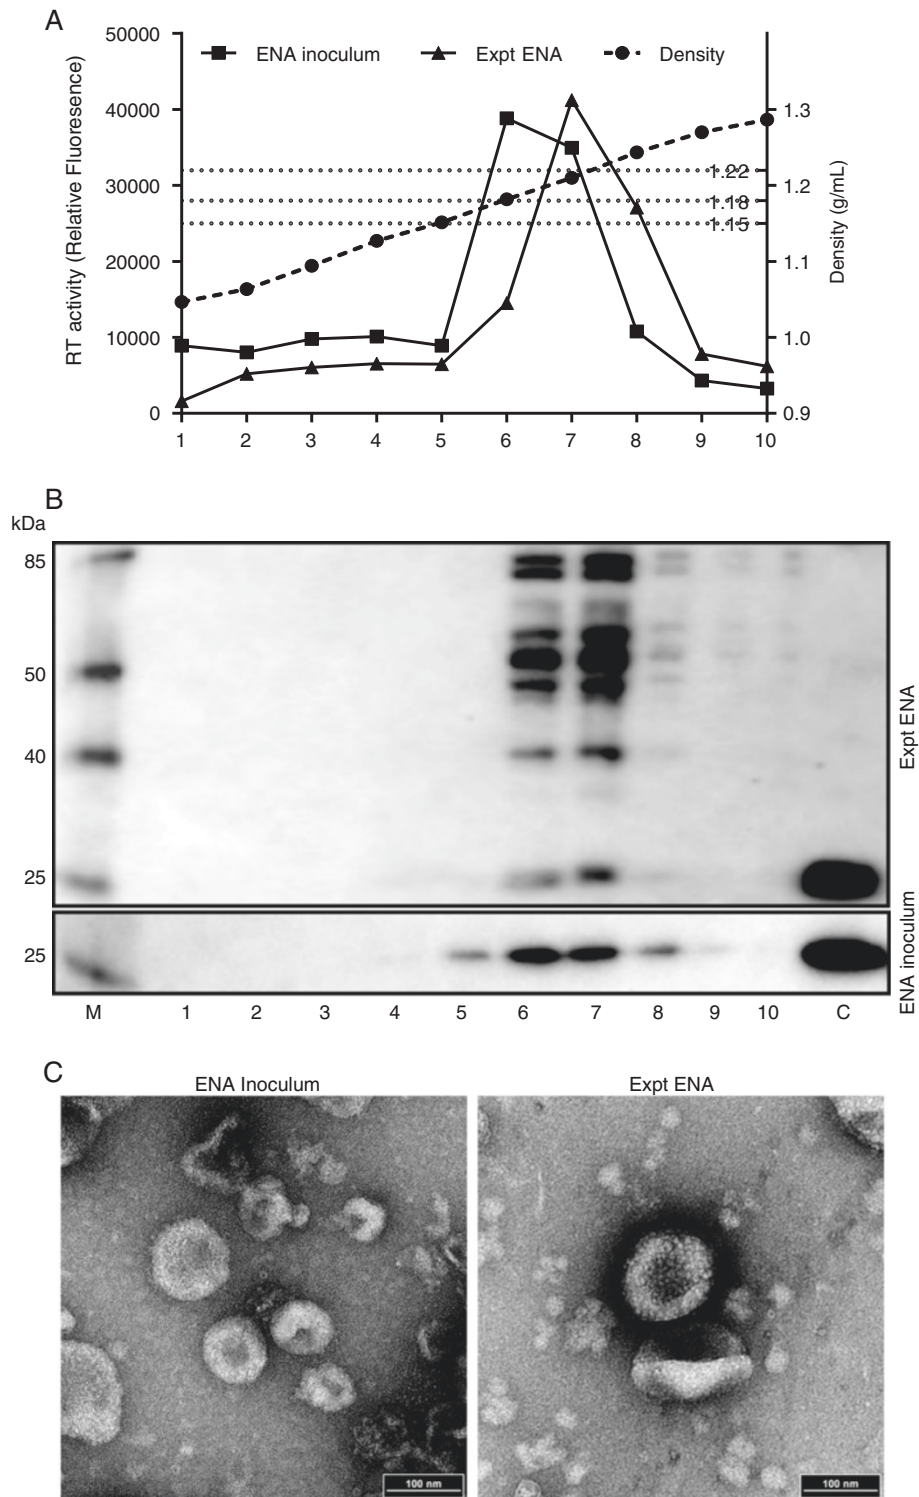 A
50000
ENA inoculum Expt ENA Density
40000 1.3
1.22
30000 1.2
1.18
1.15
20000 1.1
10000 1.0
0 0.9
1 2 3 4 5 6 7 8 9 10
RT activity (Relative Fluoresence)
Density (g/mL)
B
kDa
85
50
40
25
Expt ENA
25
ENA inoculum
M 1 2 3 4 5 6 7 8 9 10 C
C
ENA Inoculum Expt ENA
100 nm 100 nm